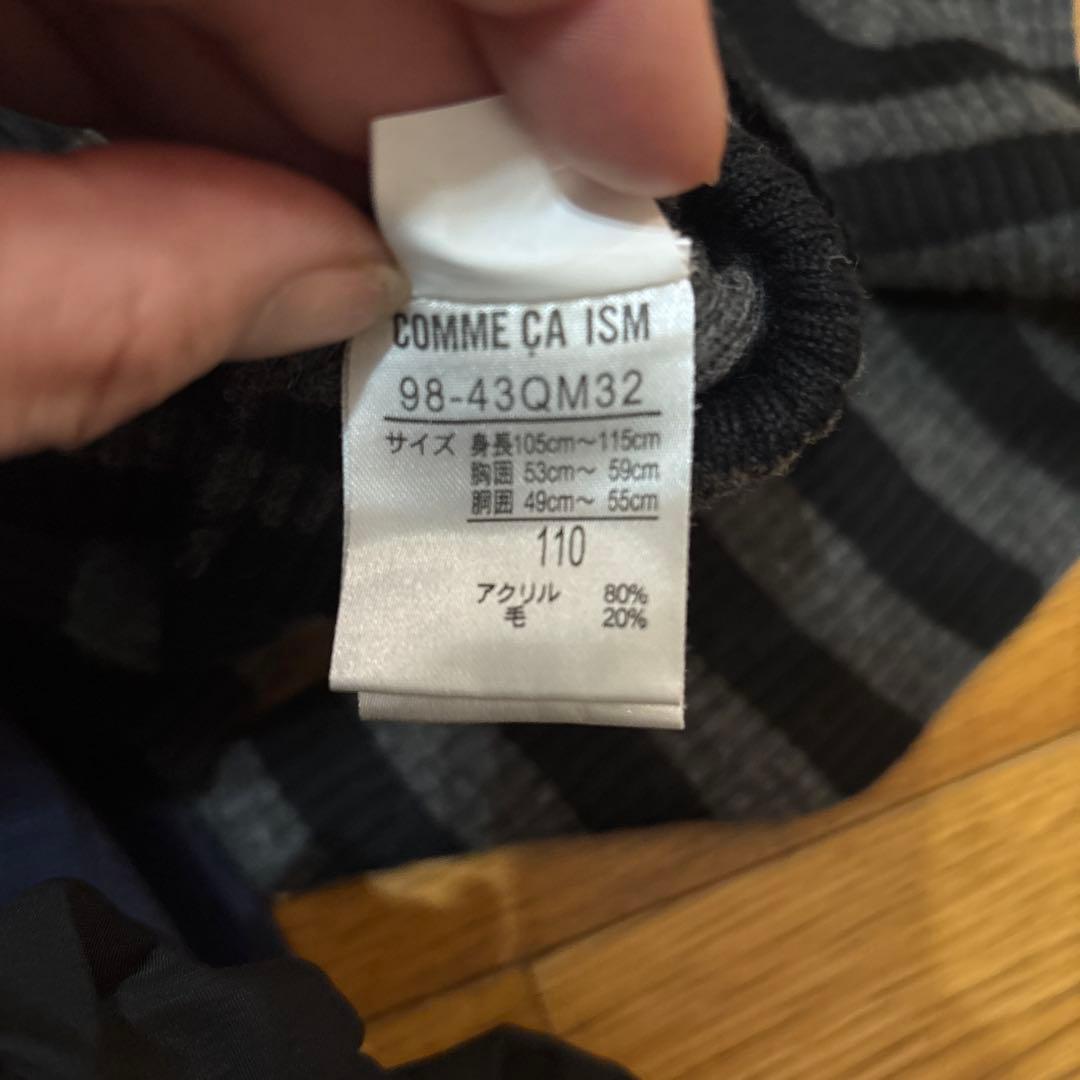 COMME ÇA ISM
98-43QM32
サイズ 身長105cm〜115cm
胸囲 53cm〜 59cm
胴囲 49cm〜 55cm
110
アクリル 80%
毛 20%